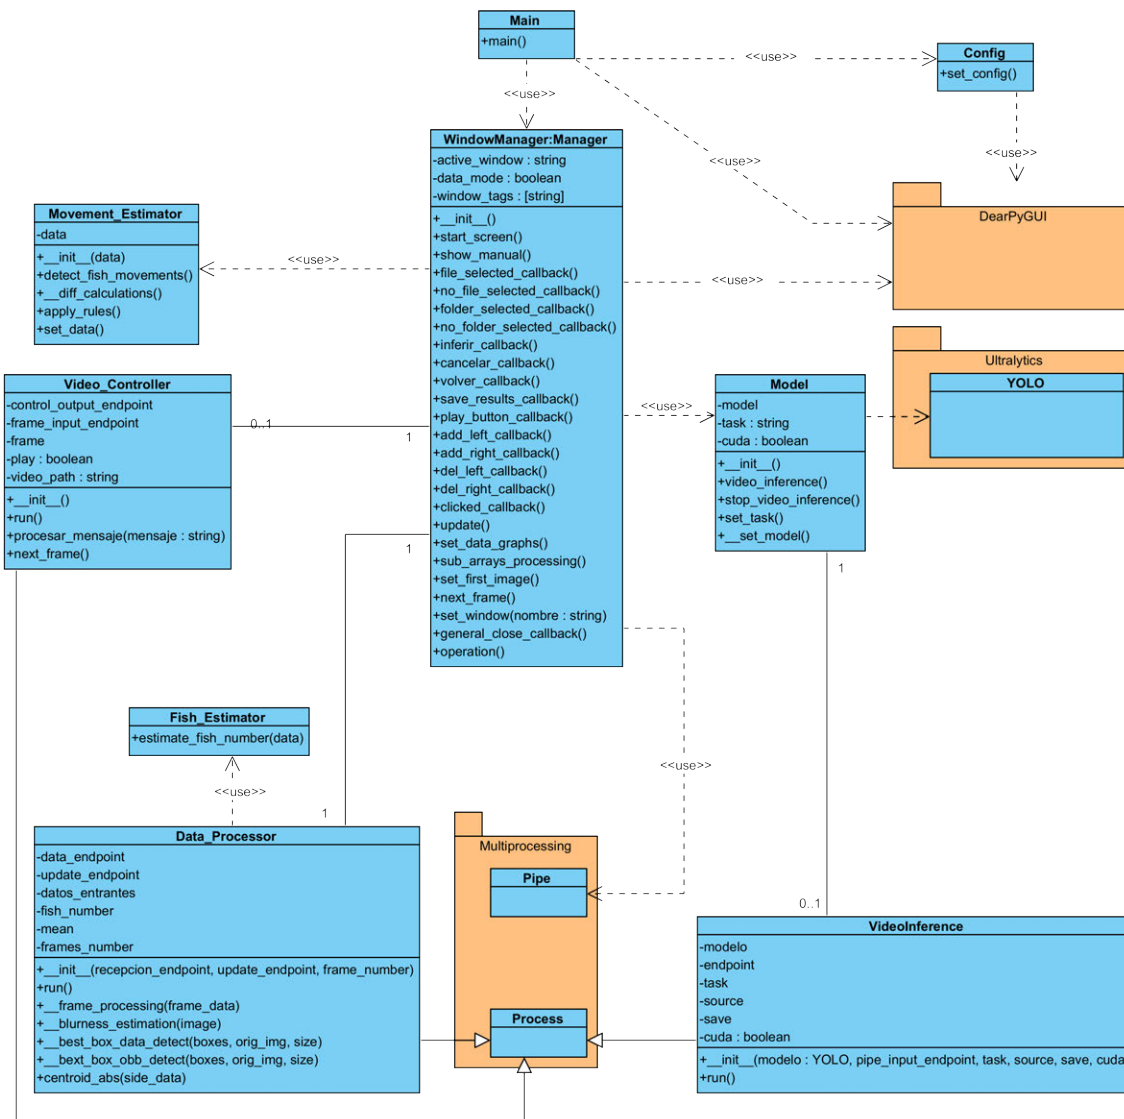 Main
+main()
<<use>>
Config
+set_config()
<<use>>
<<use>>
<<use>>
WindowManager:Manager
-active_window : string
-data_mode : boolean
-window_tags : [string]
+__init__()
+start_screen()
+show_manual()
+file_selected_callback()
+no_file_selected_callback()
+folder_selected_callback()
+no_folder_selected_callback()
+inferir_callback()
+cancelar_callback()
+volver_callback()
+save_results_callback()
+play_button_callback()
+add_left_callback()
+add_right_callback()
+del_left_callback()
+del_right_callback()
+clicked_callback()
+update()
+set_data_graphs()
+sub_arrays_processing()
+set_first_image()
+next_frame()
+set_window(nombre : string)
+general_close_callback()
+operation()
DearPyGUI
<<use>>
Movement_Estimator
-data
+__init__(data)
+detect_fish_movements()
+__diff_calculations()
+apply_rules()
+set_data()
<<use>>
Ultralytics
YOLO
Video_Controller
-control_output_endpoint
-frame_input_endpoint
-frame
-play : boolean
-video_path : string
+__init__()
+run()
+procesar_mensaje(mensaje : string)
+next_frame()
0..1
1
<<use>>
Model
-model
-task : string
-cuda : boolean
+__init__()
+video_inference()
+stop_video_inference()
+set_task()
+__set_model()
1
1
Fish_Estimator
+estimate_fish_number(data)
<<use>>
<<use>>
1
Data_Processor
-data_endpoint
-update_endpoint
-datos_entrantes
-fish_number
-mean
-frames_number
+__init__(recepcion_endpoint, update_endpoint, frame_number)
+run()
+__frame_processing(frame_data)
+__blurness_estimation(image)
+__best_box_data_detect(boxes, orig_img, size)
+__bext_box_obb_detect(boxes, orig_img, size)
+centroid_abs(side_data)
Multiprocessing
Pipe
Process
0..1
VideoInference
-modelo
-endpoint
-task
-source
-save
-cuda : boolean
+__init__(modelo : YOLO, pipe_input_endpoint, task, source, save, cuda
+run()